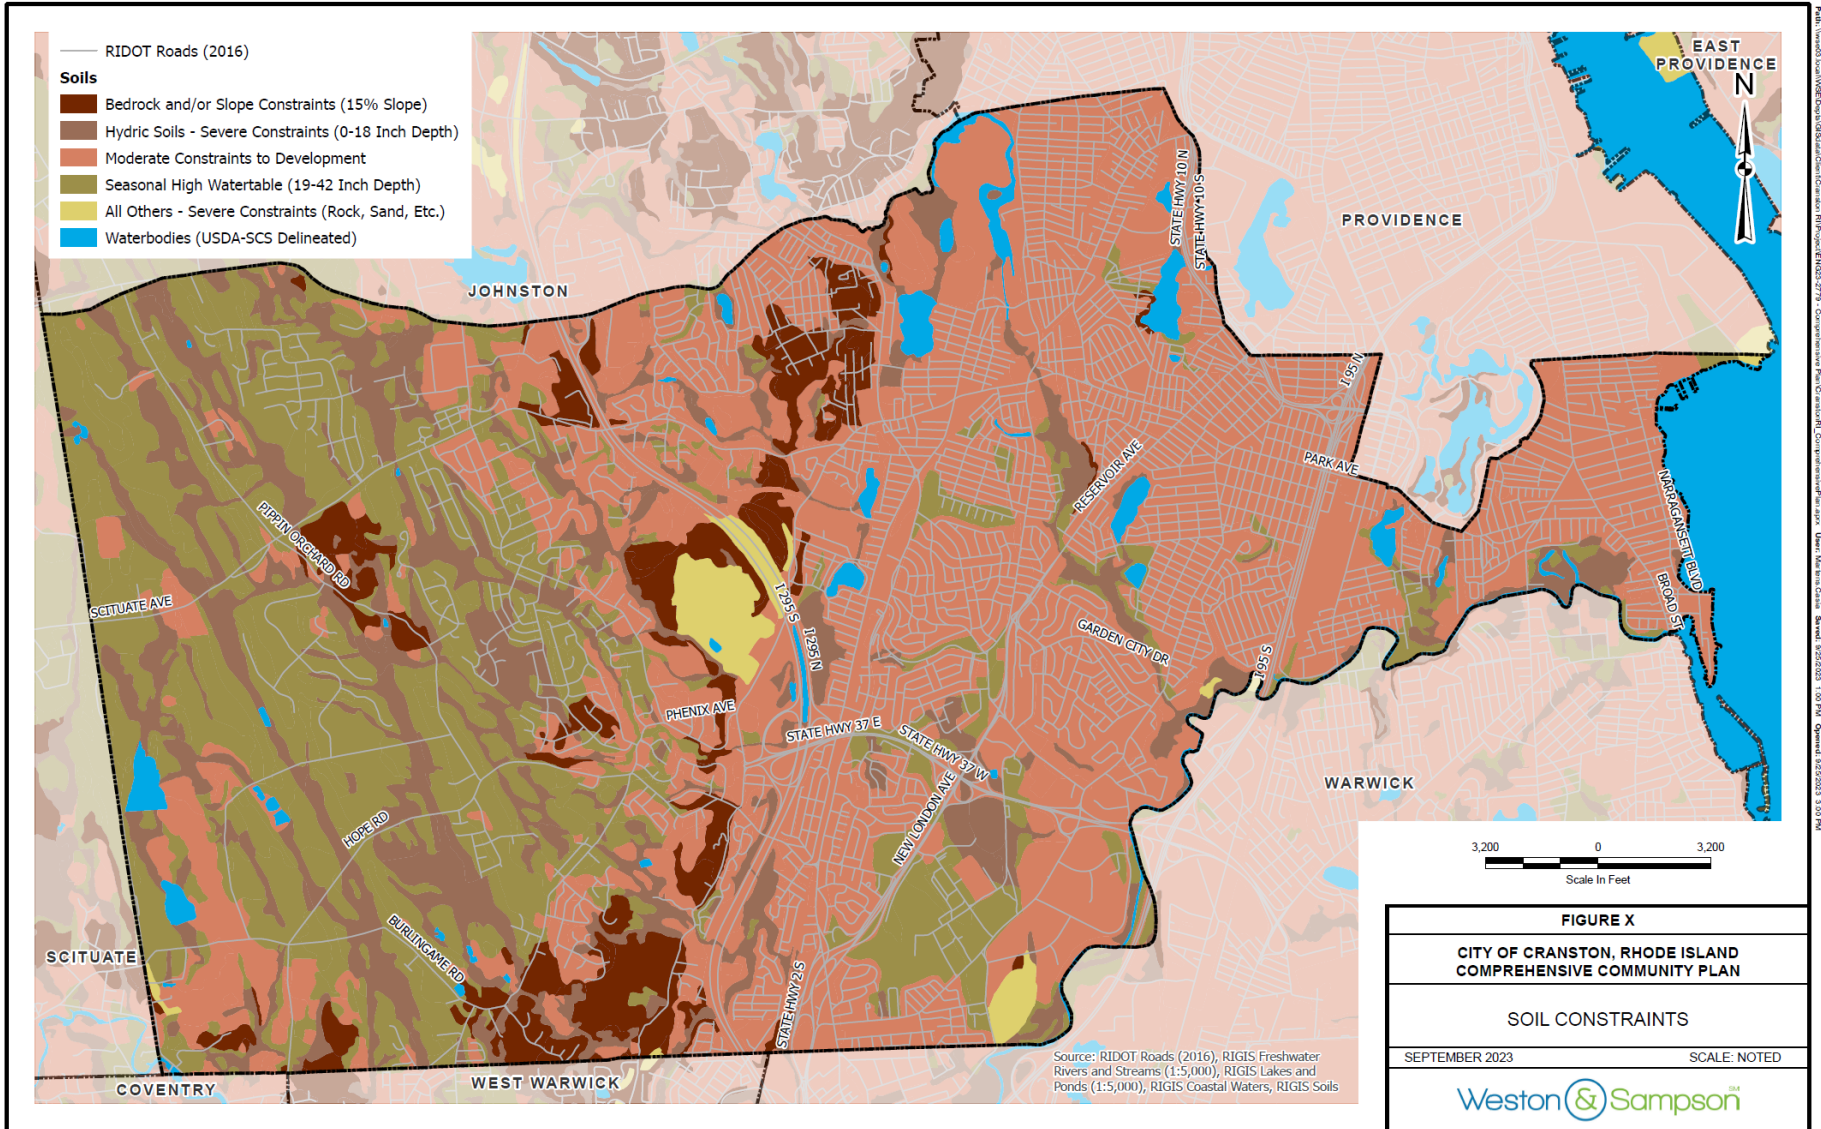 RIDOT Roads (2016)
Soils
Bedrock and/or Slope Constraints (15% Slope)
Hydric Soils - Severe Constraints (0-18 Inch Depth)
Moderate Constraints to Development
Seasonal High Watertable (19-42 Inch Depth)
All Others - Severe Constraints (Rock, Sand, Etc.)
Waterbodies (USDA-SCS Delineated)
EAST
PROVIDENCE
N
PROVIDENCE
JOHNSTON
STATE HWY 10 N
STATE HWY 10 S
I 95 N
PARK AVE
RESERVOIR AVE
NARRAGANSETT BLVD
BROAD ST
PIPPIN ORCHARD RD
SCITUATE AVE
I 295 S
I 295 N
GARDEN CITY DR
I 95 S
PHENIX AVE
STATE HWY 37 E
STATE HWY 37 W
NEW LONDON AVE
WARWICK
HOPE RD
BURLINGAME RD
SCITUATE
STATE HWY 2 S
COVENTRY
WEST WARWICK
3,200 0 3,200
Scale In Feet
Source: RIDOT Roads (2016), RIGIS Freshwater
Rivers and Streams (1:5,000), RIGIS Lakes and
Ponds (1:5,000), RIGIS Coastal Waters, RIGIS Soils
FIGURE X
CITY OF CRANSTON, RHODE ISLAND
COMPREHENSIVE COMMUNITY PLAN
SOIL CONSTRAINTS
SEPTEMBER 2023 SCALE: NOTED
Weston & Sampson